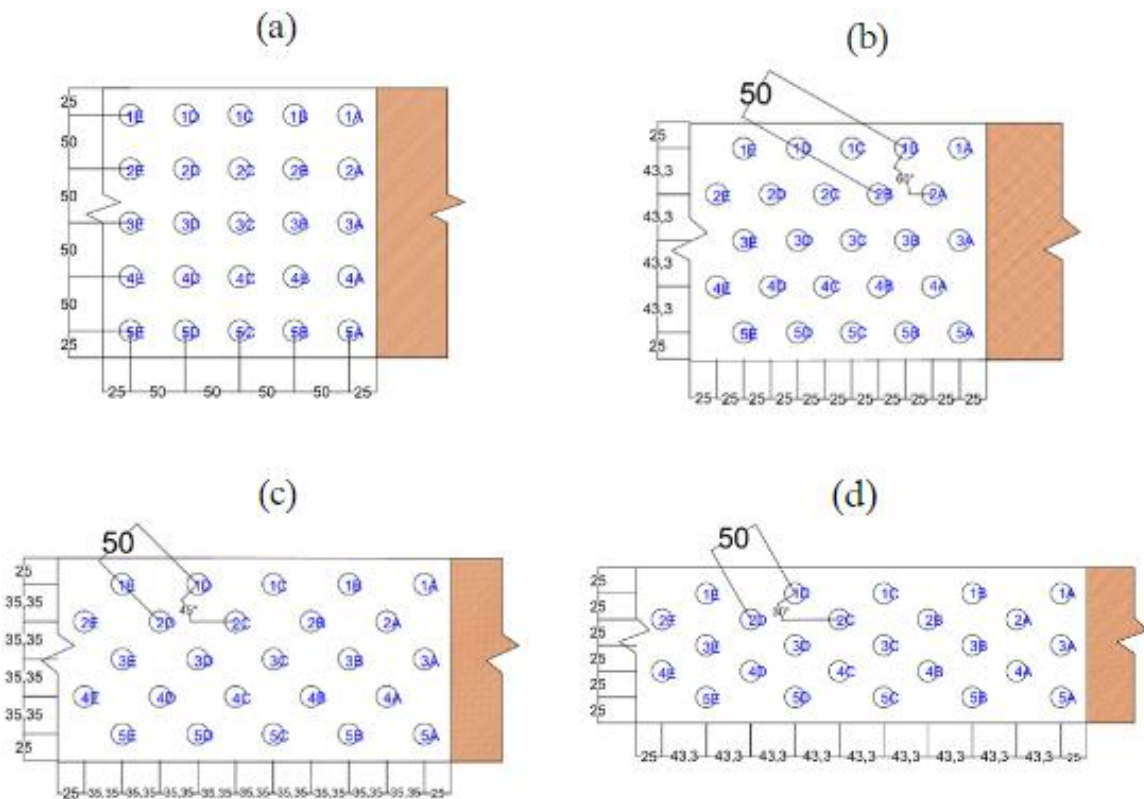 (a)
25
1E 1D 1C 1B 1A
50
2E 2D 2C 2B 2A
50
3E 3D 3C 3B 3A
50
4E 4D 4C 4B 4A
50
5E 5D 5C 5B 5A
25
25 50 50 50 50 25
(b)
50
25
1E 1D 1C 1B 1A
43,3
60°
2E 2D 2C 2B 2A
43,3
3E 3D 3C 3B 3A
43,3
4E 4D 4C 4B 4A
43,3
5E 5D 5C 5B 5A
25
25 25 25 25 25 25 25 25 25 25 25
(c)
50
25
1E 1D 1C 1B 1A
35,35
45°
2E 2D 2C 2B 2A
35,35
3E 3D 3C 3B 3A
35,35
4E 4D 4C 4B 4A
35,35
5E 5D 5C 5B 5A
25
25 35,35 35,35 35,35 35,35 35,35 35,35 35,35 35,35 35,35 25
(d)
50
25
1E 1D 1C 1B 1A
25
30°
2E 2D 2C 2B 2A
25
3E 3D 3C 3B 3A
25
4E 4D 4C 4B 4A
25
5E 5D 5C 5B 5A
25
25 43,3 43,3 43,3 43,3 43,3 43,3 43,3 43,3 43,3 25